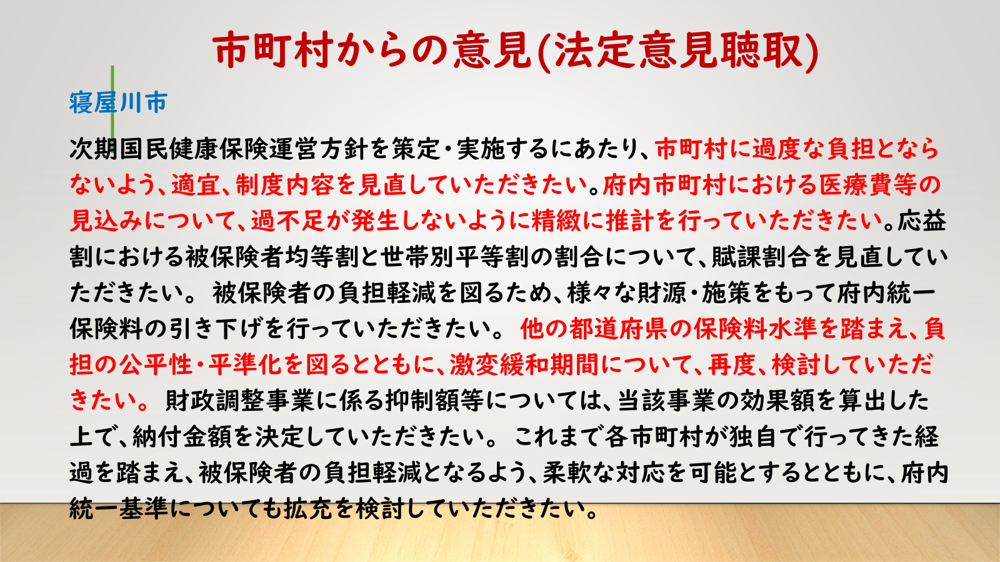 市町村からの意見(法定意見聴取)
寝屋川市
次期国民健康保険運営方針を策定・実施するにあたり、市町村に過度な負担となら
ないよう、適宜、制度内容を見直していただきたい。府内市町村における医療費等の
見込みについて、過不足が発生しないように精緻に推計を行っていただきたい。応益
割における被保険者均等割と世帯別平等割の割合について、賦課割合を見直してい
ただきたい。 被保険者の負担軽減を図るため、様々な財源・施策をもって府内統一
保険料の引き下げを行っていただきたい。 他の都道府県の保険料水準を踏まえ、負
担の公平性・平準化を図るとともに、激変緩和期間について、再度、検討していただ
きたい。 財政調整事業に係る抑制額等については、当該事業の効果額を算出した
上で、納付金額を決定していただきたい。 これまで各市町村が独自で行ってきた経
過を踏まえ、被保険者の負担軽減となるよう、柔軟な対応を可能とするとともに、府内
統一基準についても拡充を検討していただきたい。